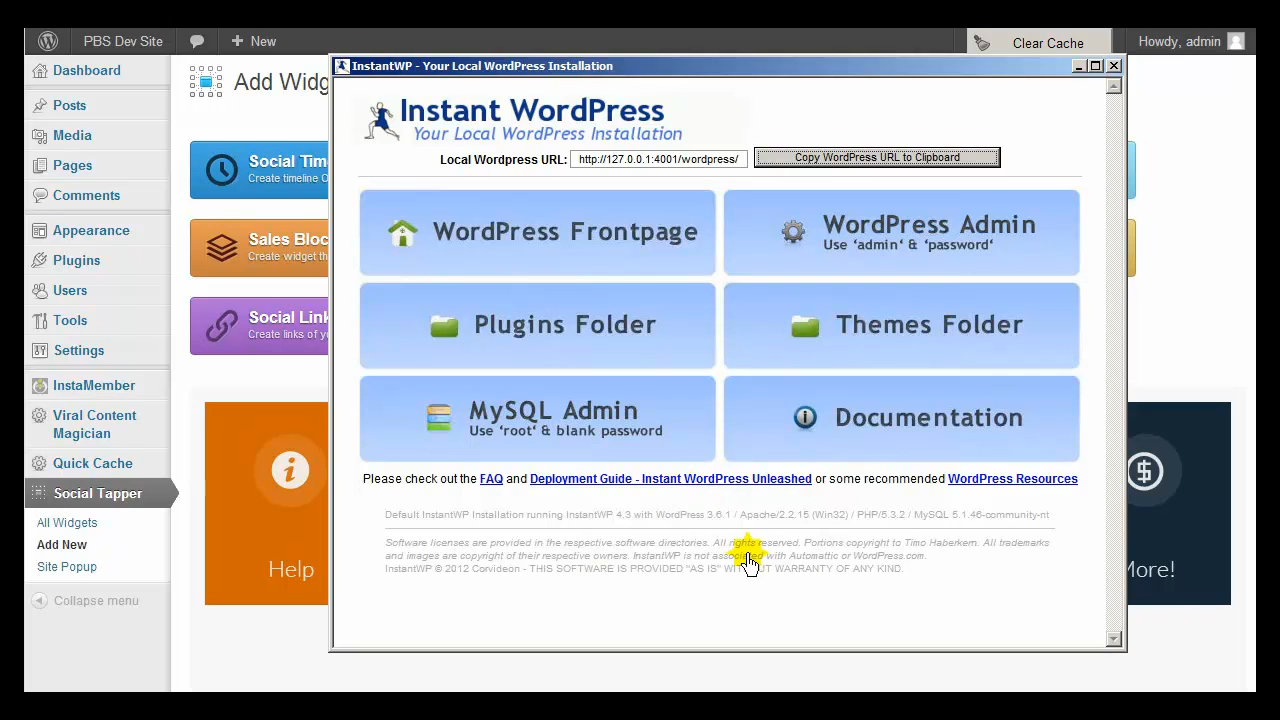 PBS Dev Site
New
Clear Cache
Howdy, admin
Dashboard
Posts
Media
Pages
Comments
Appearance
Plugins
Users
Tools
Settings
InstaMember
Viral Content
Magician
Quick Cache
Social Tapper
All Widgets
Add New
Site Popup
Collapse menu
Add Widg
Social Tim
Create timeline O
Sales Bloc
Create widget th
Social Link
Create links of yo
Help
More!
InstantWP - Your Local WordPress Installation
Instant WordPress
Your Local WordPress Installation
Local Wordpress URL: http://127.0.0.1:4001/wordpress/ Copy WordPress URL to Clipboard
WordPress Frontpage
WordPress Admin
Use 'admin' & 'password'
Plugins Folder
Themes Folder
MySQL Admin
Use 'root' & blank password
Documentation
Please check out the FAQ and Deployment Guide - Instant WordPress Unleashed or some recommended WordPress Resources
Default InstantWP Installation running InstantWP 4.3 with WordPress 3.6.1 / Apache/2.2.15 (Win32) / PHP/5.3.2 / MySQL 5.1.46-community-nt
Software licenses are provided in the respective software directories. All rights reserved. Portions copyright to Timo Haberkern. All trademarks
and images are copyright of their respective owners. InstantWP is not associated with Automattic or WordPress.com.
InstantWP © 2012 Corvideon - THIS SOFTWARE IS PROVIDED "AS IS" WITHOUT WARRANTY OF ANY KIND.